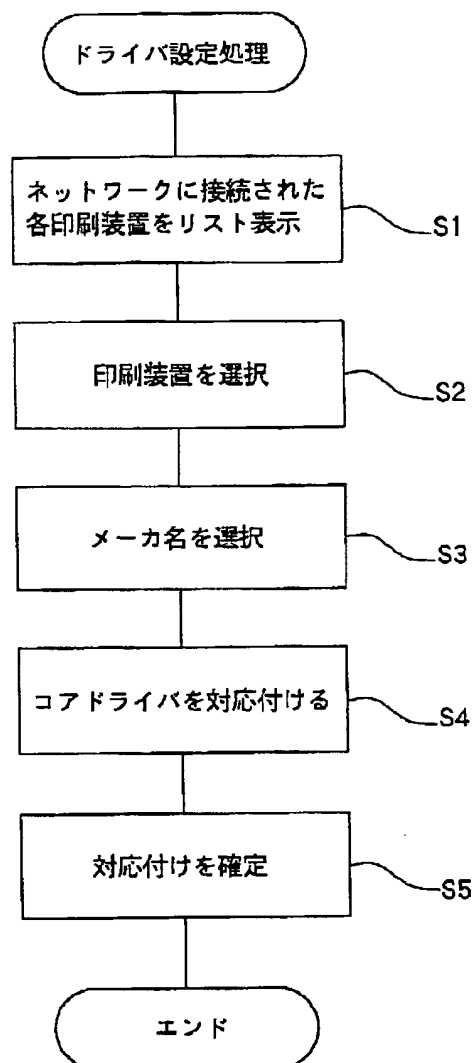 ドライバ設定処理
ネットワークに接続された
各印刷装置をリスト表示
S1
印刷装置を選択
S2
メーカ名を選択
S3
コアドライバを対応付ける
S4
対応付けを確定
S5
エンド